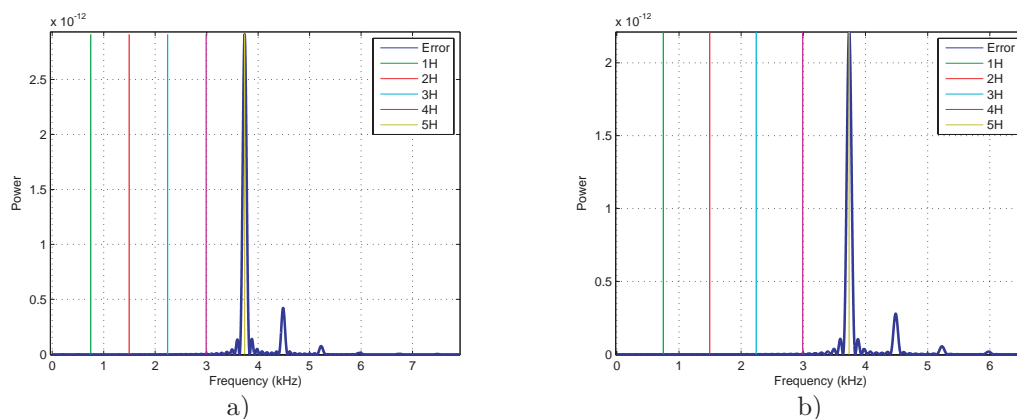 x 10^-12
2.5
2
1.5
1
0.5
0
Power
0 1 2 3 4 5 6 7
Frequency (kHz)
Error
1H
2H
3H
4H
5H
a)
x 10^-12
2
1.5
1
0.5
0
Power
0 1 2 3 4 5 6
Frequency (kHz)
Error
1H
2H
3H
4H
5H
b)